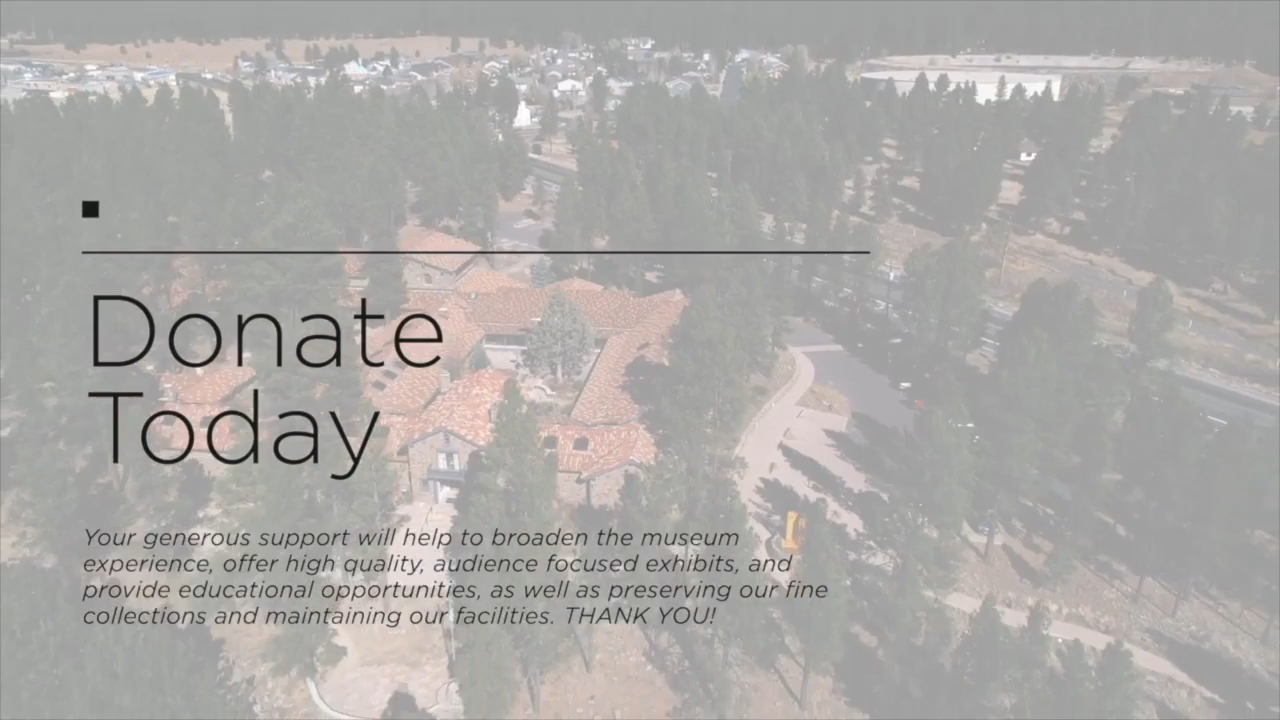 Donate
Today
Your generous support will help to broaden the museum
experience, offer high quality, audience focused exhibits, and
provide educational opportunities, as well as preserving our fine
collections and maintaining our facilities. THANK YOU!